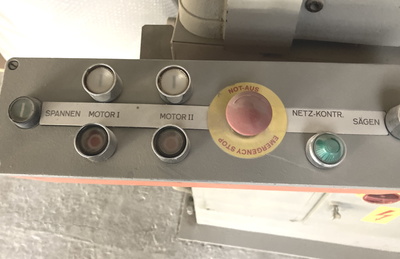 SPANNEN
MOTOR I
MOTOR II
NOT-AUS
EMERGENCY STOP
NETZ-KONTR.
SÄGEN